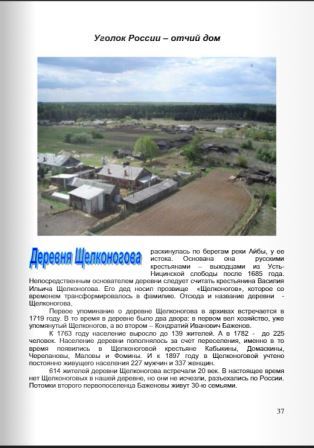 Уголок России – отчий дом
Деревня Щелконогова
раскинулась по берегам реки Айбы, у ее
истока. Основана она русскими
крестьянами – выходцами из Усть-
Ницинской слободы после 1685 года.
Непосредственным основателем деревни следует считать крестьянина Василия
Ильича Щелконогова. Его дед носил прозвище «Щелконогов», которое со
временем трансформировалось в фамилию. Отсюда и название деревни -
Щелконогова.
Первое упоминание о деревне Щелконогова в архивах встречается в
1719 году. В то время в деревне было два двора: в первом вел хозяйство, уже
упомянутый Щелконогов, а во втором – Кондратий Иванович Баженов.
К 1763 году население выросло до 139 жителей. А в 1782 - до 225
человек. Население деревни пополнялось за счет переселения, именно в то
время появились в Щелконоговой крестьяне Кабыкины, Домаскины,
Черепановы, Маловы и Фомины. И к 1897 году в Щелконоговой учтено
постоянно живущего населения 227 мужчин и 337 женщин.
614 жителей деревни Щелконогова встречали 20 век. В настоящее время
нет Щелконоговых в нашей деревне, но они не исчезли, разъехались по России.
Потомки второго первопоселенца Баженовы живут 30-ю семьями.
37